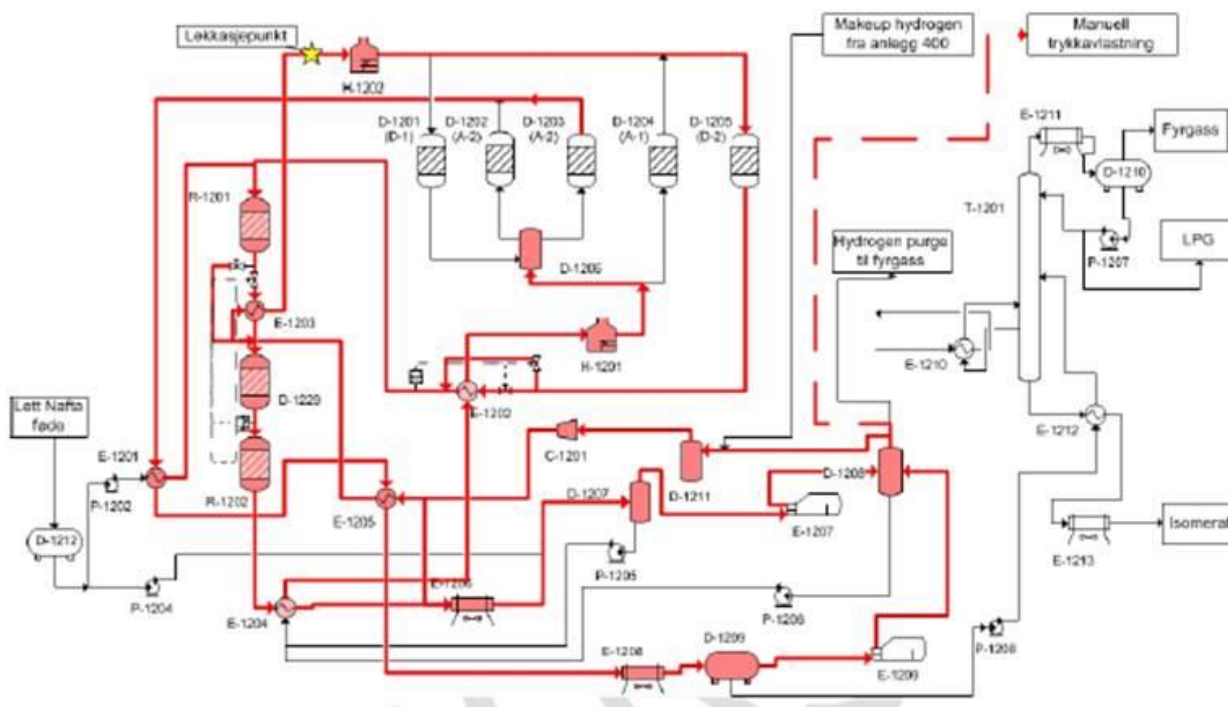 Makeup hydrogen
fra anlegg 400
Manuell
trykkavlastning
Lekkasjepunkt
H-1202
E-1211
Fyrgass
D-1201
(D-1)
D-1202
(A-2)
D-1203
(A-2)
D-1204
(A-1)
D-1205
(D-2)
D-1210
R-1201
T-1201
P-1207
LPG
Hydrogen purge
til fyrgass
D-1206
E-1203
H-1201
E-1210
D-1229
E-1202
Lett Nafta
føde
E-1212
C-1201
E-1201
P-1202
R-1202
D-1207
D-1211
D-1208
E-1205
E-1207
Isomerat
D-1212
E-1213
P-1204
P-1205
E-1206
E-1204
P-1206
D-1209
P-1208
E-1208
E-1209